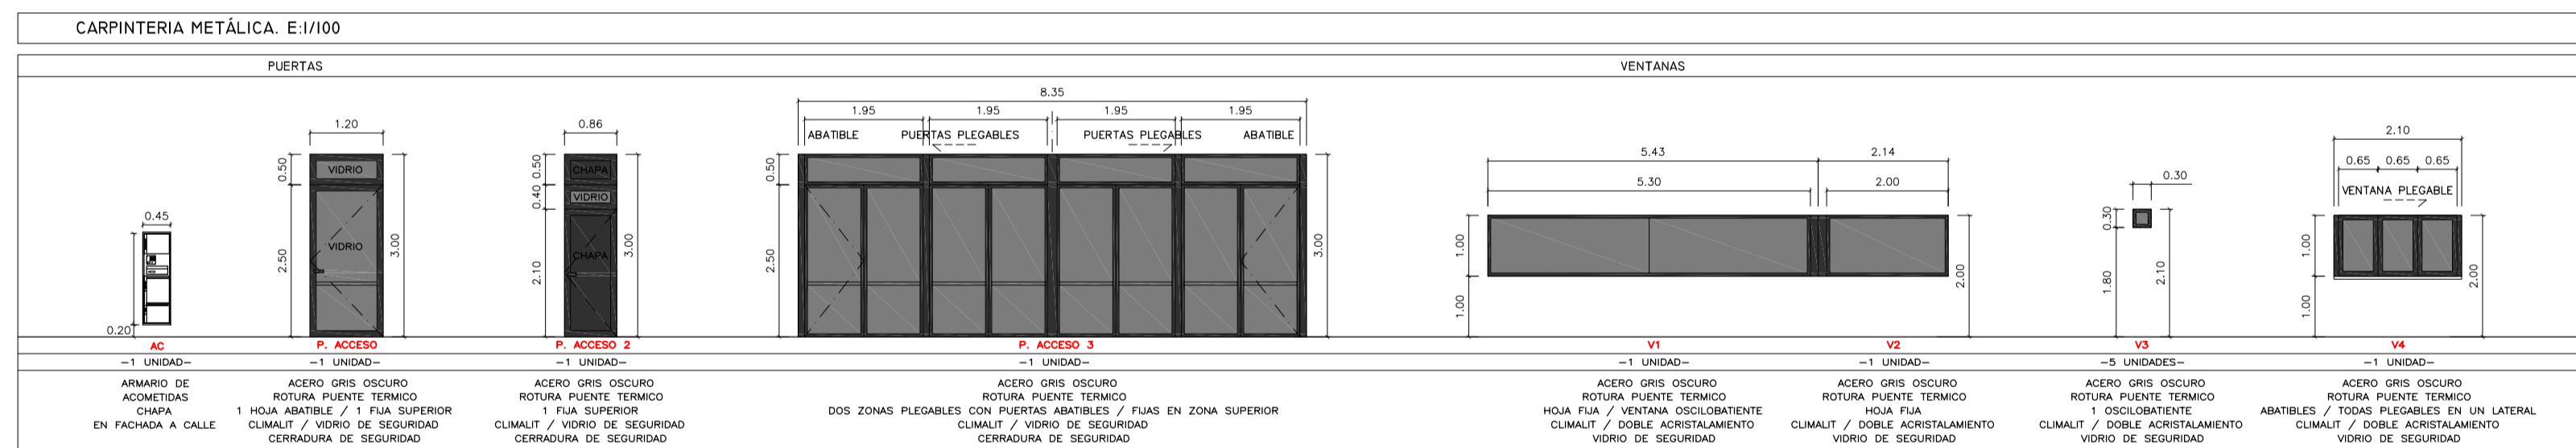 CARPINTERIA METÁLICA. E:1/100
PUERTAS
VENTANAS
0.45
0.20
AC
-1 UNIDAD-
ARMARIO DE
ACOMETIDAS
CHAPA
EN FACHADA A CALLE
1.20
0.50
2.50
3.00
VIDRIO
VIDRIO
P. ACCESO
-1 UNIDAD-
ACERO GRIS OSCURO
ROTURA PUENTE TERMICO
1 HOJA ABATIBLE / 1 FIJA SUPERIOR
CLIMALIT / VIDRIO DE SEGURIDAD
CERRADURA DE SEGURIDAD
0.86
0.50
0.40
2.10
3.00
CHAPA
VIDRIO
CHAPA
P. ACCESO 2
-1 UNIDAD-
ACERO GRIS OSCURO
ROTURA PUENTE TERMICO
1 FIJA SUPERIOR
CLIMALIT / VIDRIO DE SEGURIDAD
CERRADURA DE SEGURIDAD
8.35
1.95 1.95 1.95 1.95
ABATIBLE PUERTAS PLEGABLES PUERTAS PLEGABLES ABATIBLE
0.50
2.50
3.00
P. ACCESO 3
-1 UNIDAD-
ACERO GRIS OSCURO
ROTURA PUENTE TERMICO
DOS ZONAS PLEGABLES CON PUERTAS ABATIBLES / FIJAS EN ZONA SUPERIOR
CLIMALIT / VIDRIO DE SEGURIDAD
CERRADURA DE SEGURIDAD
5.43
5.30
1.00
1.00
V1
-1 UNIDAD-
ACERO GRIS OSCURO
ROTURA PUENTE TERMICO
HOJA FIJA / VENTANA OSCILOBATIENTE
CLIMALIT / DOBLE ACRISTALAMIENTO
VIDRIO DE SEGURIDAD
2.14
2.00
2.00
V2
-1 UNIDAD-
ACERO GRIS OSCURO
ROTURA PUENTE TERMICO
HOJA FIJA
CLIMALIT / DOBLE ACRISTALAMIENTO
VIDRIO DE SEGURIDAD
0.30
0.30
1.80
2.10
V3
-5 UNIDADES-
ACERO GRIS OSCURO
ROTURA PUENTE TERMICO
1 OSCILOBATIENTE
CLIMALIT / DOBLE ACRISTALAMIENTO
VIDRIO DE SEGURIDAD
2.10
0.65 0.65 0.65
VENTANA PLEGABLE
1.00
1.00
2.00
V4
-1 UNIDAD-
ACERO GRIS OSCURO
ROTURA PUENTE TERMICO
ABATIBLES / TODAS PLEGABLES EN UN LATERAL
CLIMALIT / DOBLE ACRISTALAMIENTO
VIDRIO DE SEGURIDAD